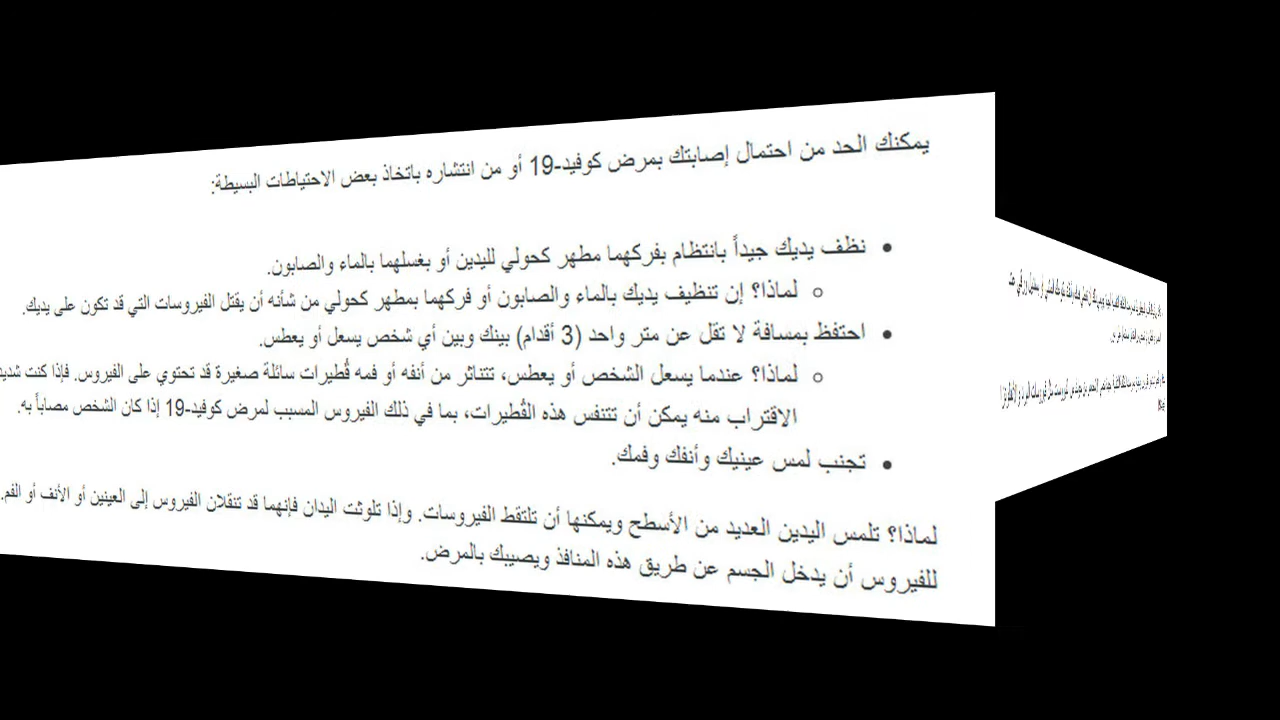 يمكنك الحد من احتمال إصابتك بمرض كوفيد-19 أو من انتشاره باتخاذ بعض الاحتياطات البسيطة:
نظف يديك جيداً بانتظام بفركهما مطهر كحولي لليدين أو بغسلهما بالماء والصابون.
لماذا؟ إن تنظيف يديك بالماء والصابون أو فركهما بمطهر كحولي من شأنه أن يقتل الفيروسات التي قد تكون على يديك.
احتفظ بمسافة لا تقل عن متر واحد (3 أقدام) بينك وبين أي شخص يسعل أو يعطس.
لماذا؟ عندما يسعل الشخص أو يعطس، تتناثر من أنفه أو فمه قُطيرات سائلة صغيرة قد تحتوي على الفيروس. فإذا كنت
الاقتراب منه يمكن أن تتنفس هذه القُطيرات، بما في ذلك الفيروس المسبب لمرض كوفيد-19 إذا كان الشخص مصاباً به.
تجنب لمس عينيك وأنفك وفمك.
لماذا؟ تلمس اليدين العديد من الأسطح ويمكنها أن تلتقط الفيروسات. وإذا تلوثت اليدان فإنهما قد تنقلان الفيروس إلى العينين أو الأنف أو الفم.
للفيروس أن يدخل الجسم عن طريق هذه المنافذ ويصيبك بالمرض.